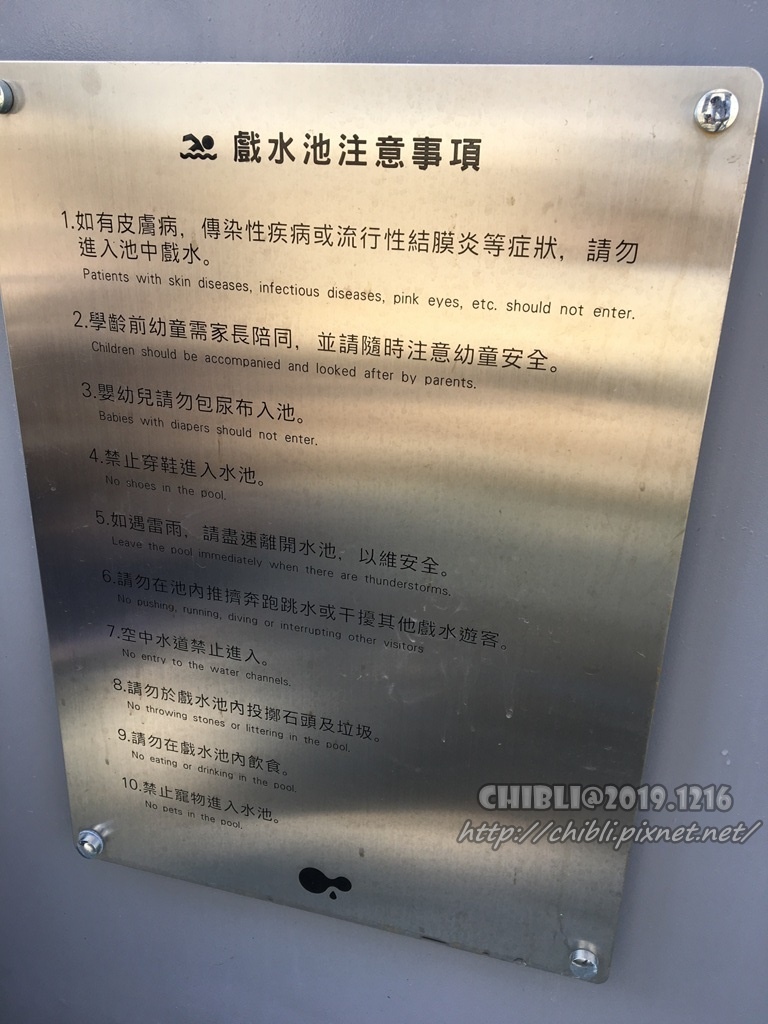 戲水池注意事項
1.如有皮膚病，傳染性疾病或流行性結膜炎等症狀，請勿
進入池中戲水。
Patients with skin diseases, infectious diseases, pink eyes, etc. should not enter.
2.學齡前幼童需家長陪同，並請隨時注意幼童安全。
Children should be accompanied and looked after by parents.
3.嬰幼兒請勿包尿布入池。
Babies with diapers should not enter.
4.禁止穿鞋進入水池。
No shoes in the pool.
5.如遇雷雨，請盡速離開水池，以維安全。
Leave the pool immediately when there are thunderstorms.
6.請勿在池內推擠奔跑跳水或干擾其他戲水遊客。
No pushing, running, diving or interrupting other visitors
7.空中水道禁止進入。
No entry to the water channels.
8.請勿於戲水池內投擲石頭及垃圾。
No throwing stones or littering in the pool.
9.請勿在戲水池內飲食。
No eating or drinking in the pool.
10.禁止寵物進入水池。
No pets in the pool.
CHIBLI@2019.1216
http://chibli.pixnet.net/